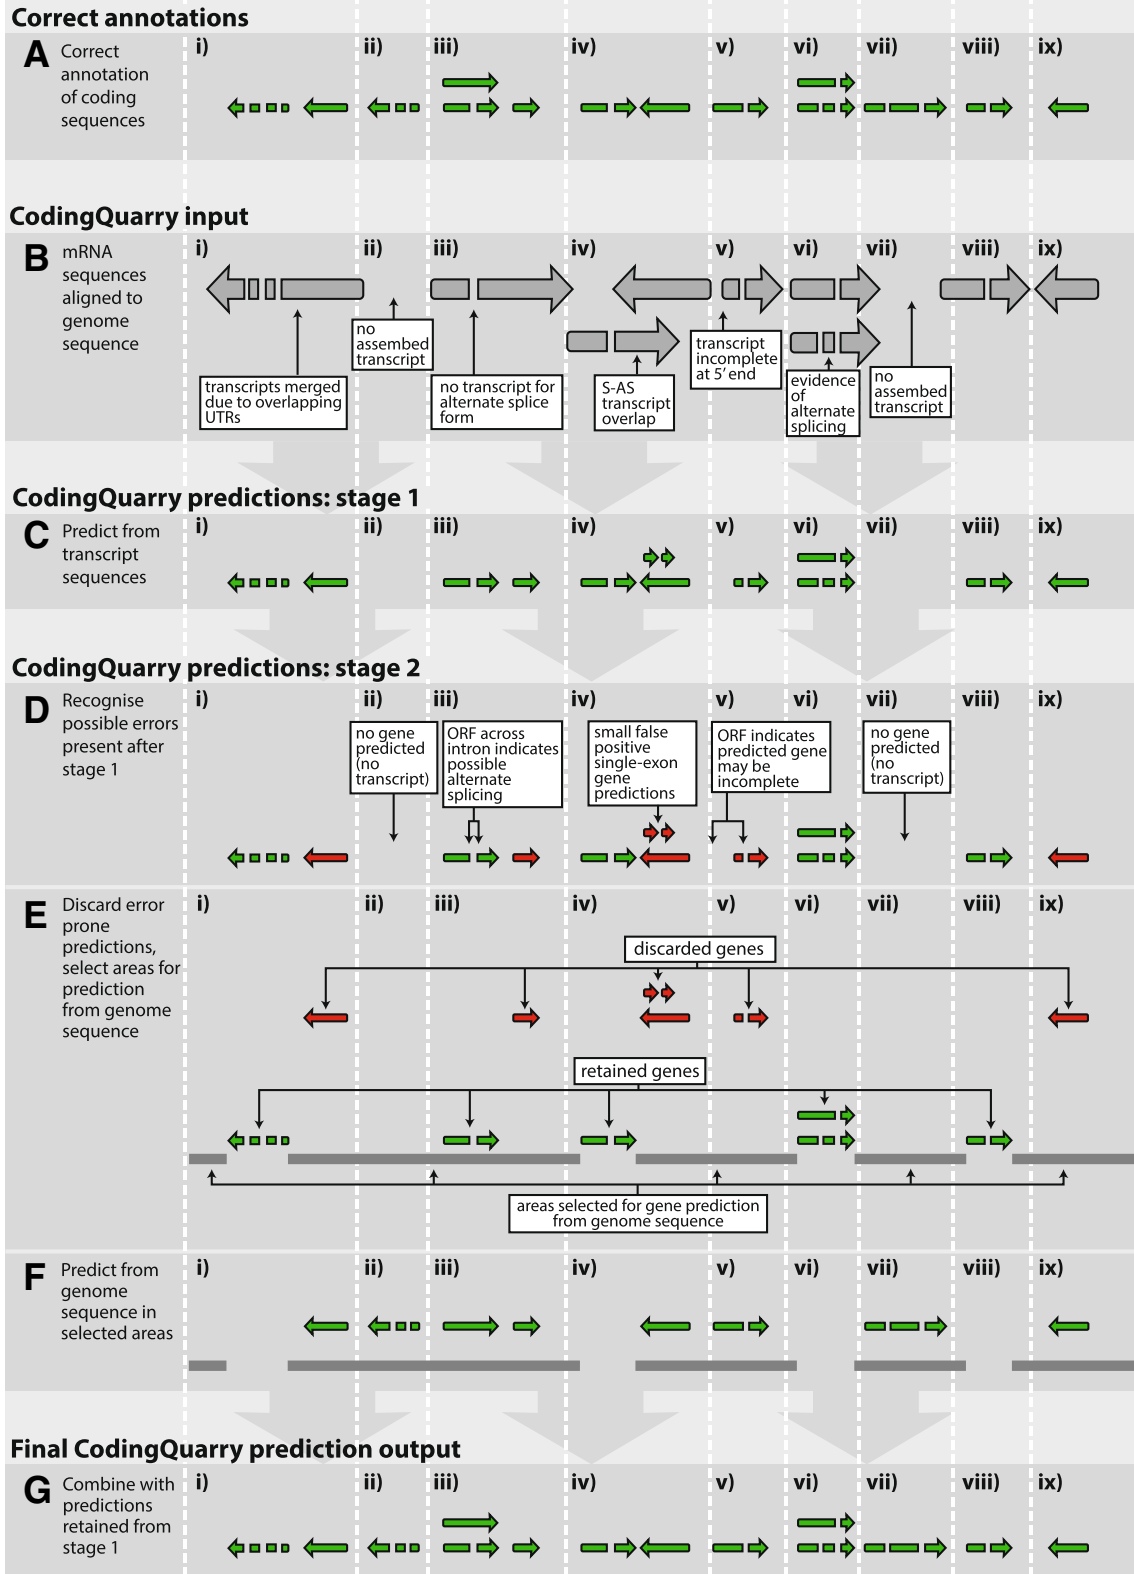 Correct annotations
A Correct
annotation
of coding
sequences
i) ii) iii) iv) v) vi) vii) viii) ix)
CodingQuarry input
B mRNA
sequences
aligned to
genome
sequence
i) ii) iii) iv) v) vi) vii) viii) ix)
transcripts merged
due to overlapping
UTRs
no
assembed
transcript
no transcript for
alternate splice
form
S-AS
transcript
overlap
transcript
incomplete
at 5’ end
evidence
of
alternate
splicing
no
assembed
transcript
CodingQuarry predictions: stage 1
C Predict from
transcript
sequences
i) ii) iii) iv) v) vi) vii) viii) ix)
CodingQuarry predictions: stage 2
D Recognise
possible errors
present after
stage 1
i) ii) iii) iv) v) vi) vii) viii) ix)
no gene
predicted
(no
transcript)
ORF across
intron indicates
possible
alternate
splicing
small false
positive
single-exon
gene
predictions
ORF indicates
predicted gene
may be
incomplete
no gene
predicted
(no
transcript)
E Discard error
prone
predictions,
select areas for
prediction
from genome
sequence
i) ii) iii) iv) v) vi) vii) viii) ix)
discarded genes
retained genes
areas selected for gene prediction
from genome sequence
F Predict from
genome
sequence in
selected areas
i) ii) iii) iv) v) vi) vii) viii) ix)
Final CodingQuarry prediction output
G Combine with
predictions
retained from
stage 1
i) ii) iii) iv) v) vi) vii) viii) ix)